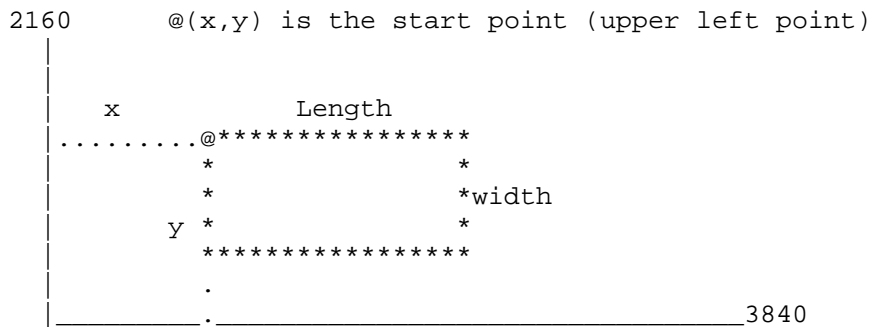 2160 @(x,y) is the start point (upper left point)
x Length
@
width
y
3840